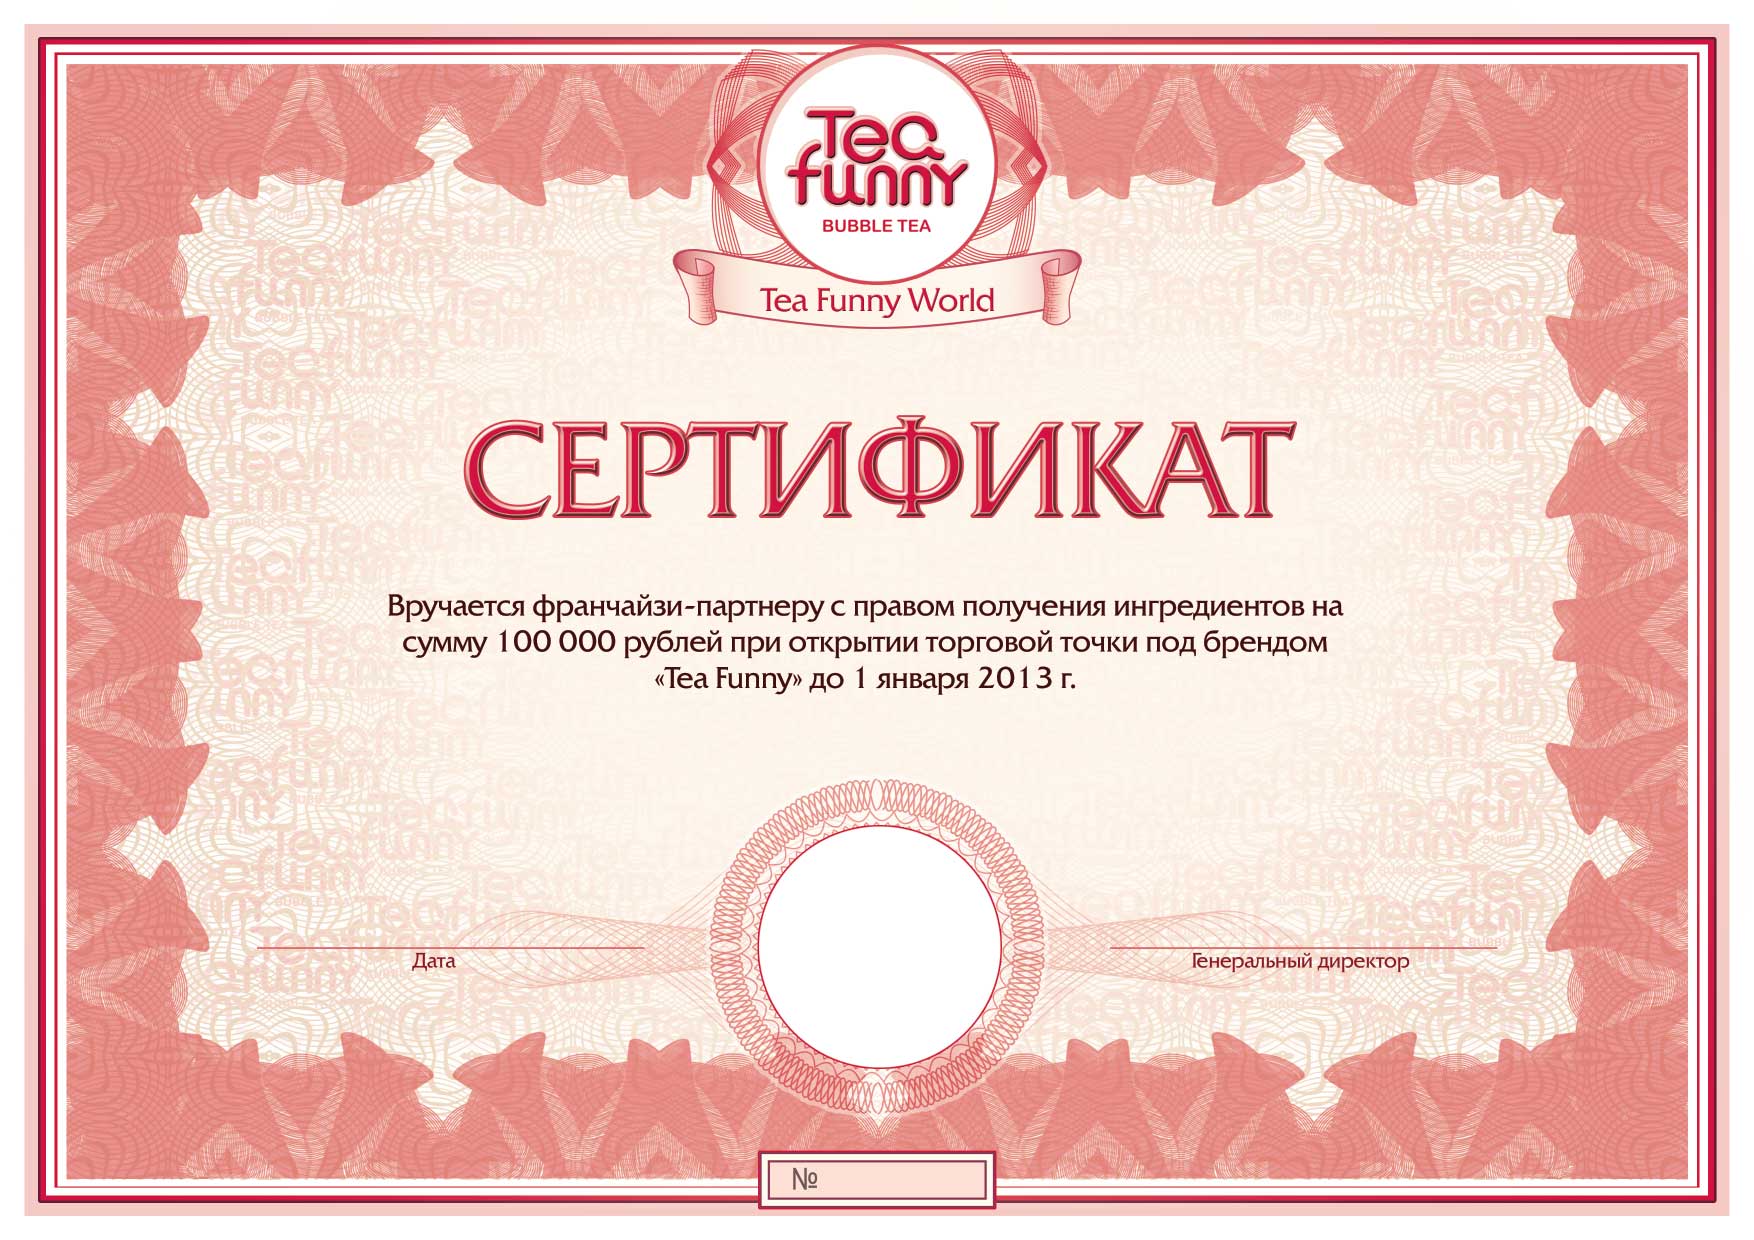 Tea
funny
BUBBLE TEA
Tea Funny World
СЕРТИФИКАТ
Вручается франчайзи-партнеру с правом получения ингредиентов на
сумму 100 000 рублей при открытии торговой точки под брендом
«Tea Funny» до 1 января 2013 г.
Дата
Генеральный директор
№